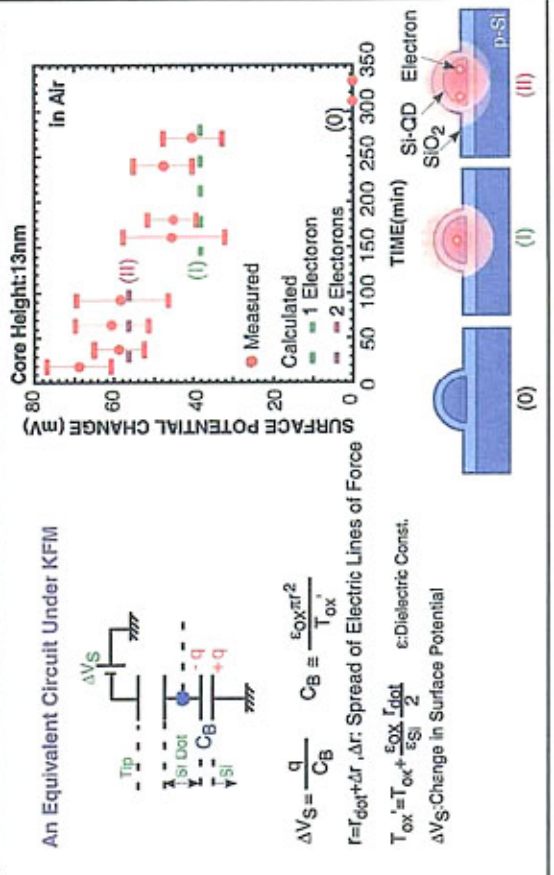 An Equivalent Circuit Under KFM
ΔVS
Tip
Si Dot
CB
- q
+q
Si
ΔVS= q/CB
CB ≅ εOXπr2/TOX'
r=rdot+Δr ,Δr: Spread of Electric Lines of Force
TOX'=TOX+ εOX/εSi rdot/2
ε:Dielectric Const.
ΔVS:Change in Surface Potential
Core Height:13nm
in Air
SURFACE POTENTIAL CHANGE (mV)
80
60
40
20
0
(II)
(I)
(0)
Measured
Calculated
1 Electoron
2 Electorons
0 50 100 150 200 250 300 350
TIME(min)
Si-QD
Electron
SiO2
p-Si
(0)
(I)
(II)